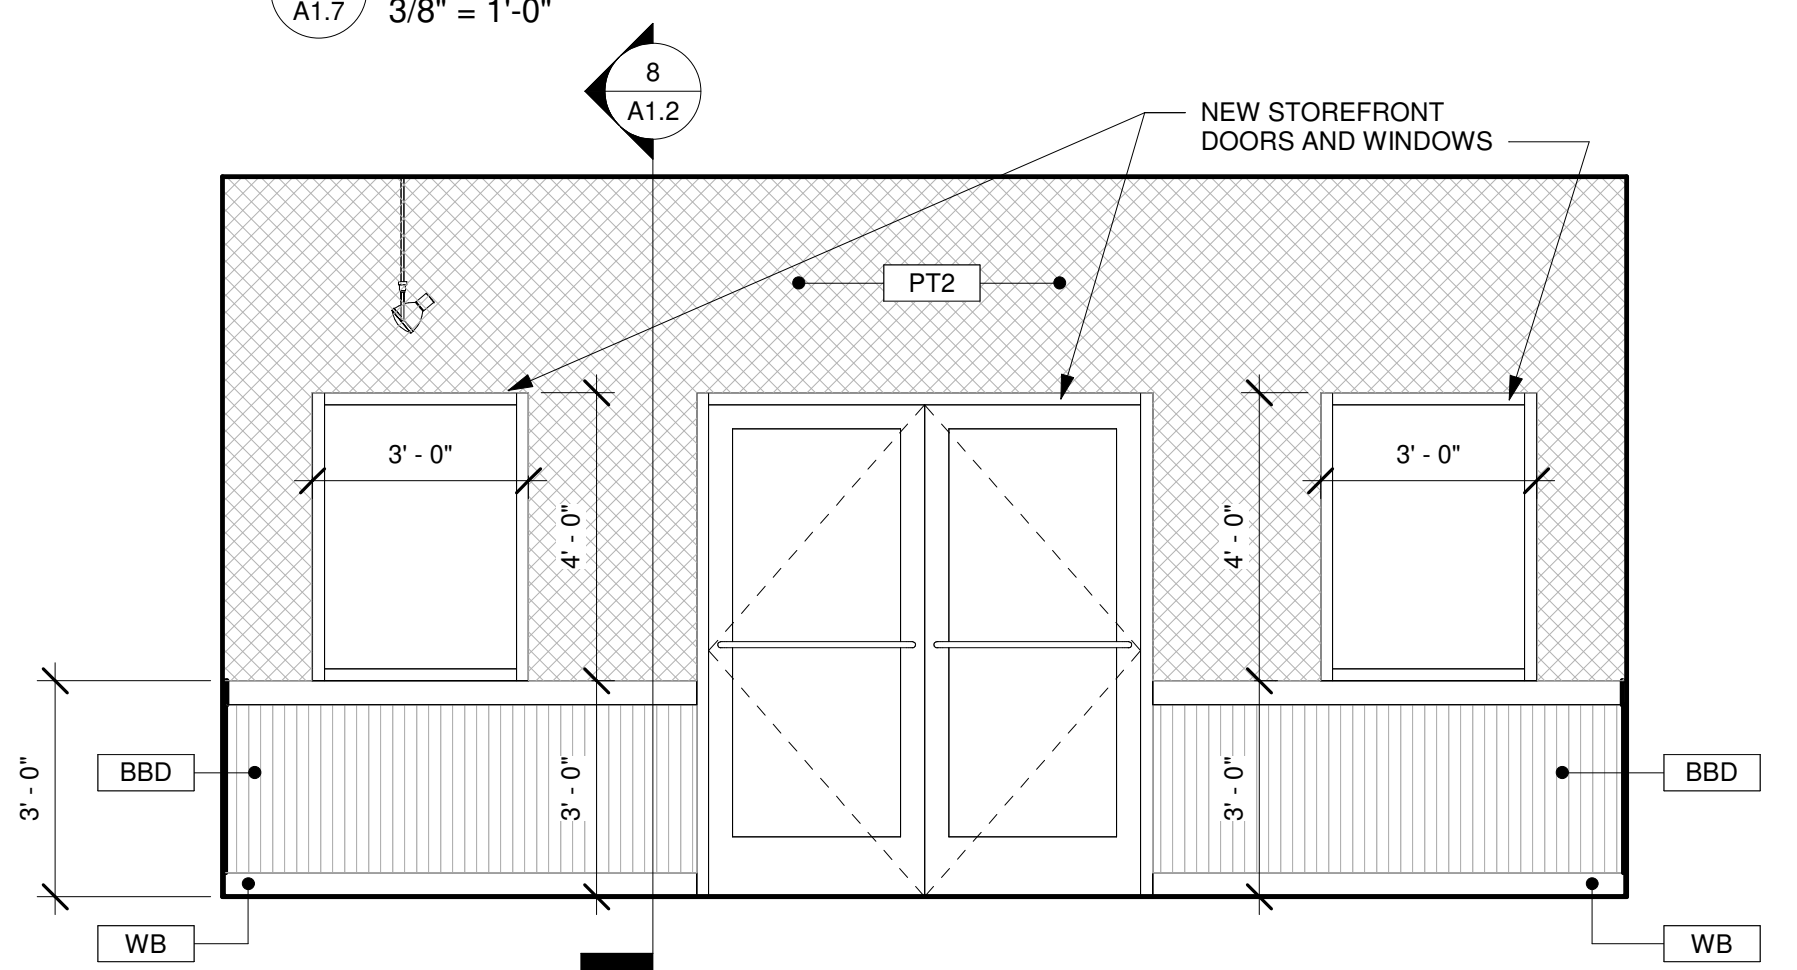 A1.7
3/8" = 1'-0"
8
A1.2
NEW STOREFRONT
DOORS AND WINDOWS
PT2
3' - 0"
3' - 0"
4' - 0"
4' - 0"
3' - 0"
3' - 0"
3' - 0"
BBD
BBD
WB
WB